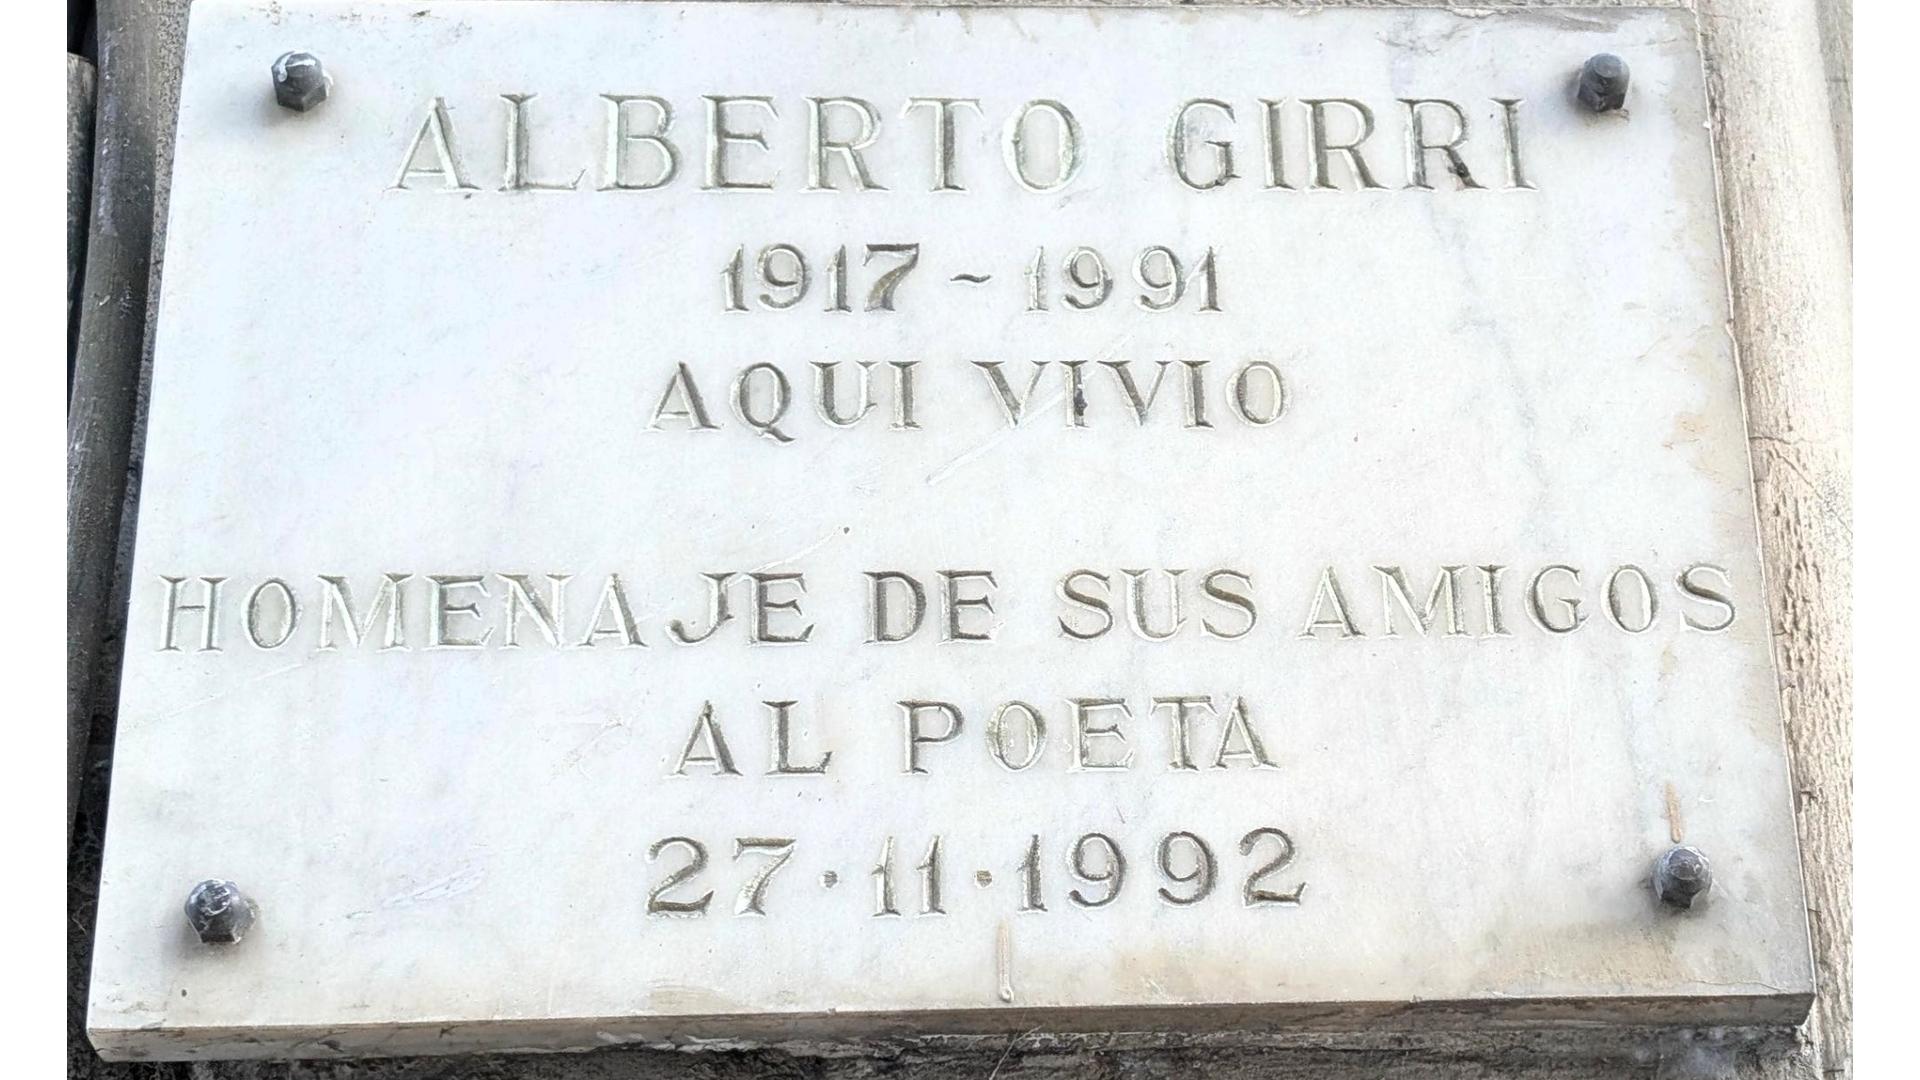 ALBERTO GIRRI
1917 - 1991
AQUI VIVIO
HOMENAJE DE SUS AMIGOS
AL POETA
27·11·1992